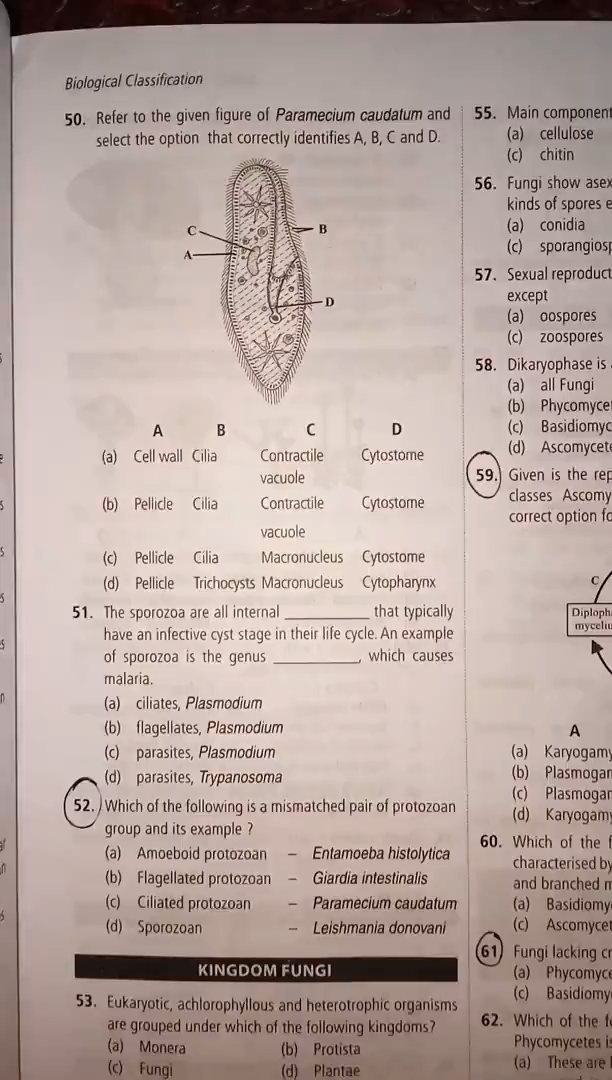 Biological Classification
50. Refer to the given figure of Paramecium caudatum and
select the option that correctly identifies A, B, C and D.
C
B
A
D
A B C D
(a) Cell wall Cilia Contractile Cytostome
vacuole
(b) Pellicle Cilia Contractile Cytostome
vacuole
(c) Pellicle Cilia Macronucleus Cytostome
(d) Pellicle Trichocysts Macronucleus Cytopharynx
51. The sporozoa are all internal __________ that typically
have an infective cyst stage in their life cycle. An example
of sporozoa is the genus __________, which causes
malaria.
(a) ciliates, Plasmodium
(b) flagellates, Plasmodium
(c) parasites, Plasmodium
(d) parasites, Trypanosoma
52. Which of the following is a mismatched pair of protozoan
group and its example ?
(a) Amoeboid protozoan – Entamoeba histolytica
(b) Flagellated protozoan – Giardia intestinalis
(c) Ciliated protozoan – Paramecium caudatum
(d) Sporozoan – Leishmania donovani
KINGDOM FUNGI
53. Eukaryotic, achlorophyllous and heterotrophic organisms
are grouped under which of the following kingdoms?
(a) Monera (b) Protista
(c) Fungi (d) Plantae
55. Main component
(a) cellulose
(c) chitin
56. Fungi show asex
kinds of spores e
(a) conidia
(c) sporangiosp
57. Sexual reproduct
except
(a) oospores
(c) zoospores
58. Dikaryophase is
(a) all Fungi
(b) Phycomycet
(c) Basidiomyc
(d) Ascomycete
59. Given is the rep
classes Ascomy
correct option fo
C
Diploph
myceliu
A
(a) Karyogamy
(b) Plasmogam
(c) Plasmogam
(d) Karyogamy
60. Which of the f
characterised by
and branched m
(a) Basidiomy
(c) Ascomycet
61. Fungi lacking cr
(a) Phycomyce
(c) Basidiomy
62. Which of the fo
Phycomycetes is
(a) These are